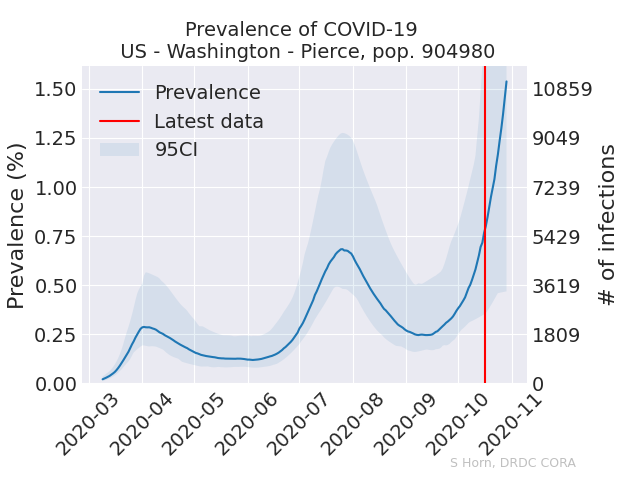 Prevalence of COVID-19
US - Washington - Pierce, pop. 904980
Prevalence (%)
1.50
1.25
1.00
0.75
0.50
0.25
0.00
Prevalence
Latest data
95CI
10859
9049
7239
5429
3619
1809
0
# of infections
2020-03
2020-04
2020-05
2020-06
2020-07
2020-08
2020-09
2020-10
2020-11
S Horn, DRDC CORA